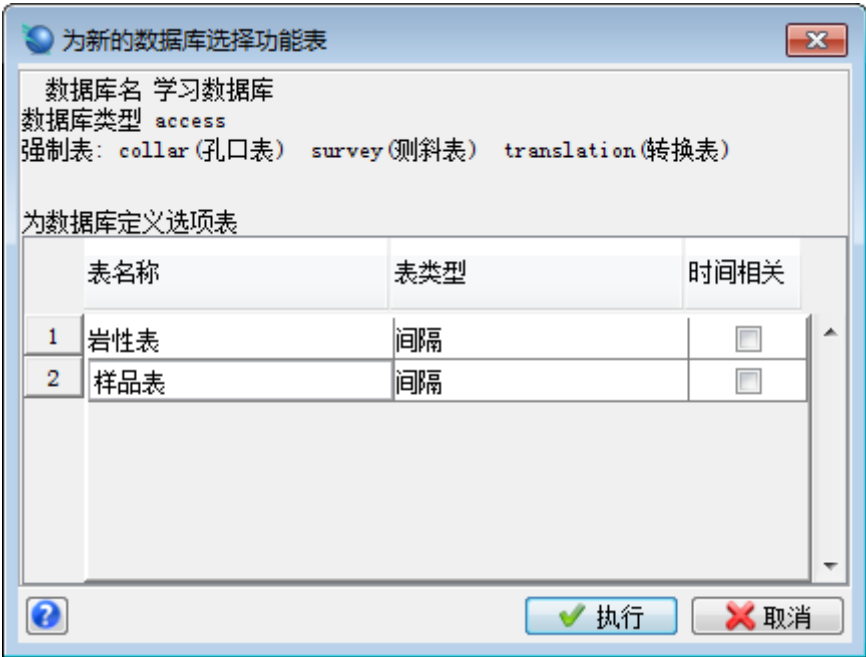 为新的数据库选择功能表
数据库名 学习数据库
数据库类型 access
强制表: collar(孔口表) survey(测斜表) translation(转换表)
为数据库定义选项表
表名称 表类型 时间相关
1 岩性表 间隔
2 样品表 间隔
执行 取消